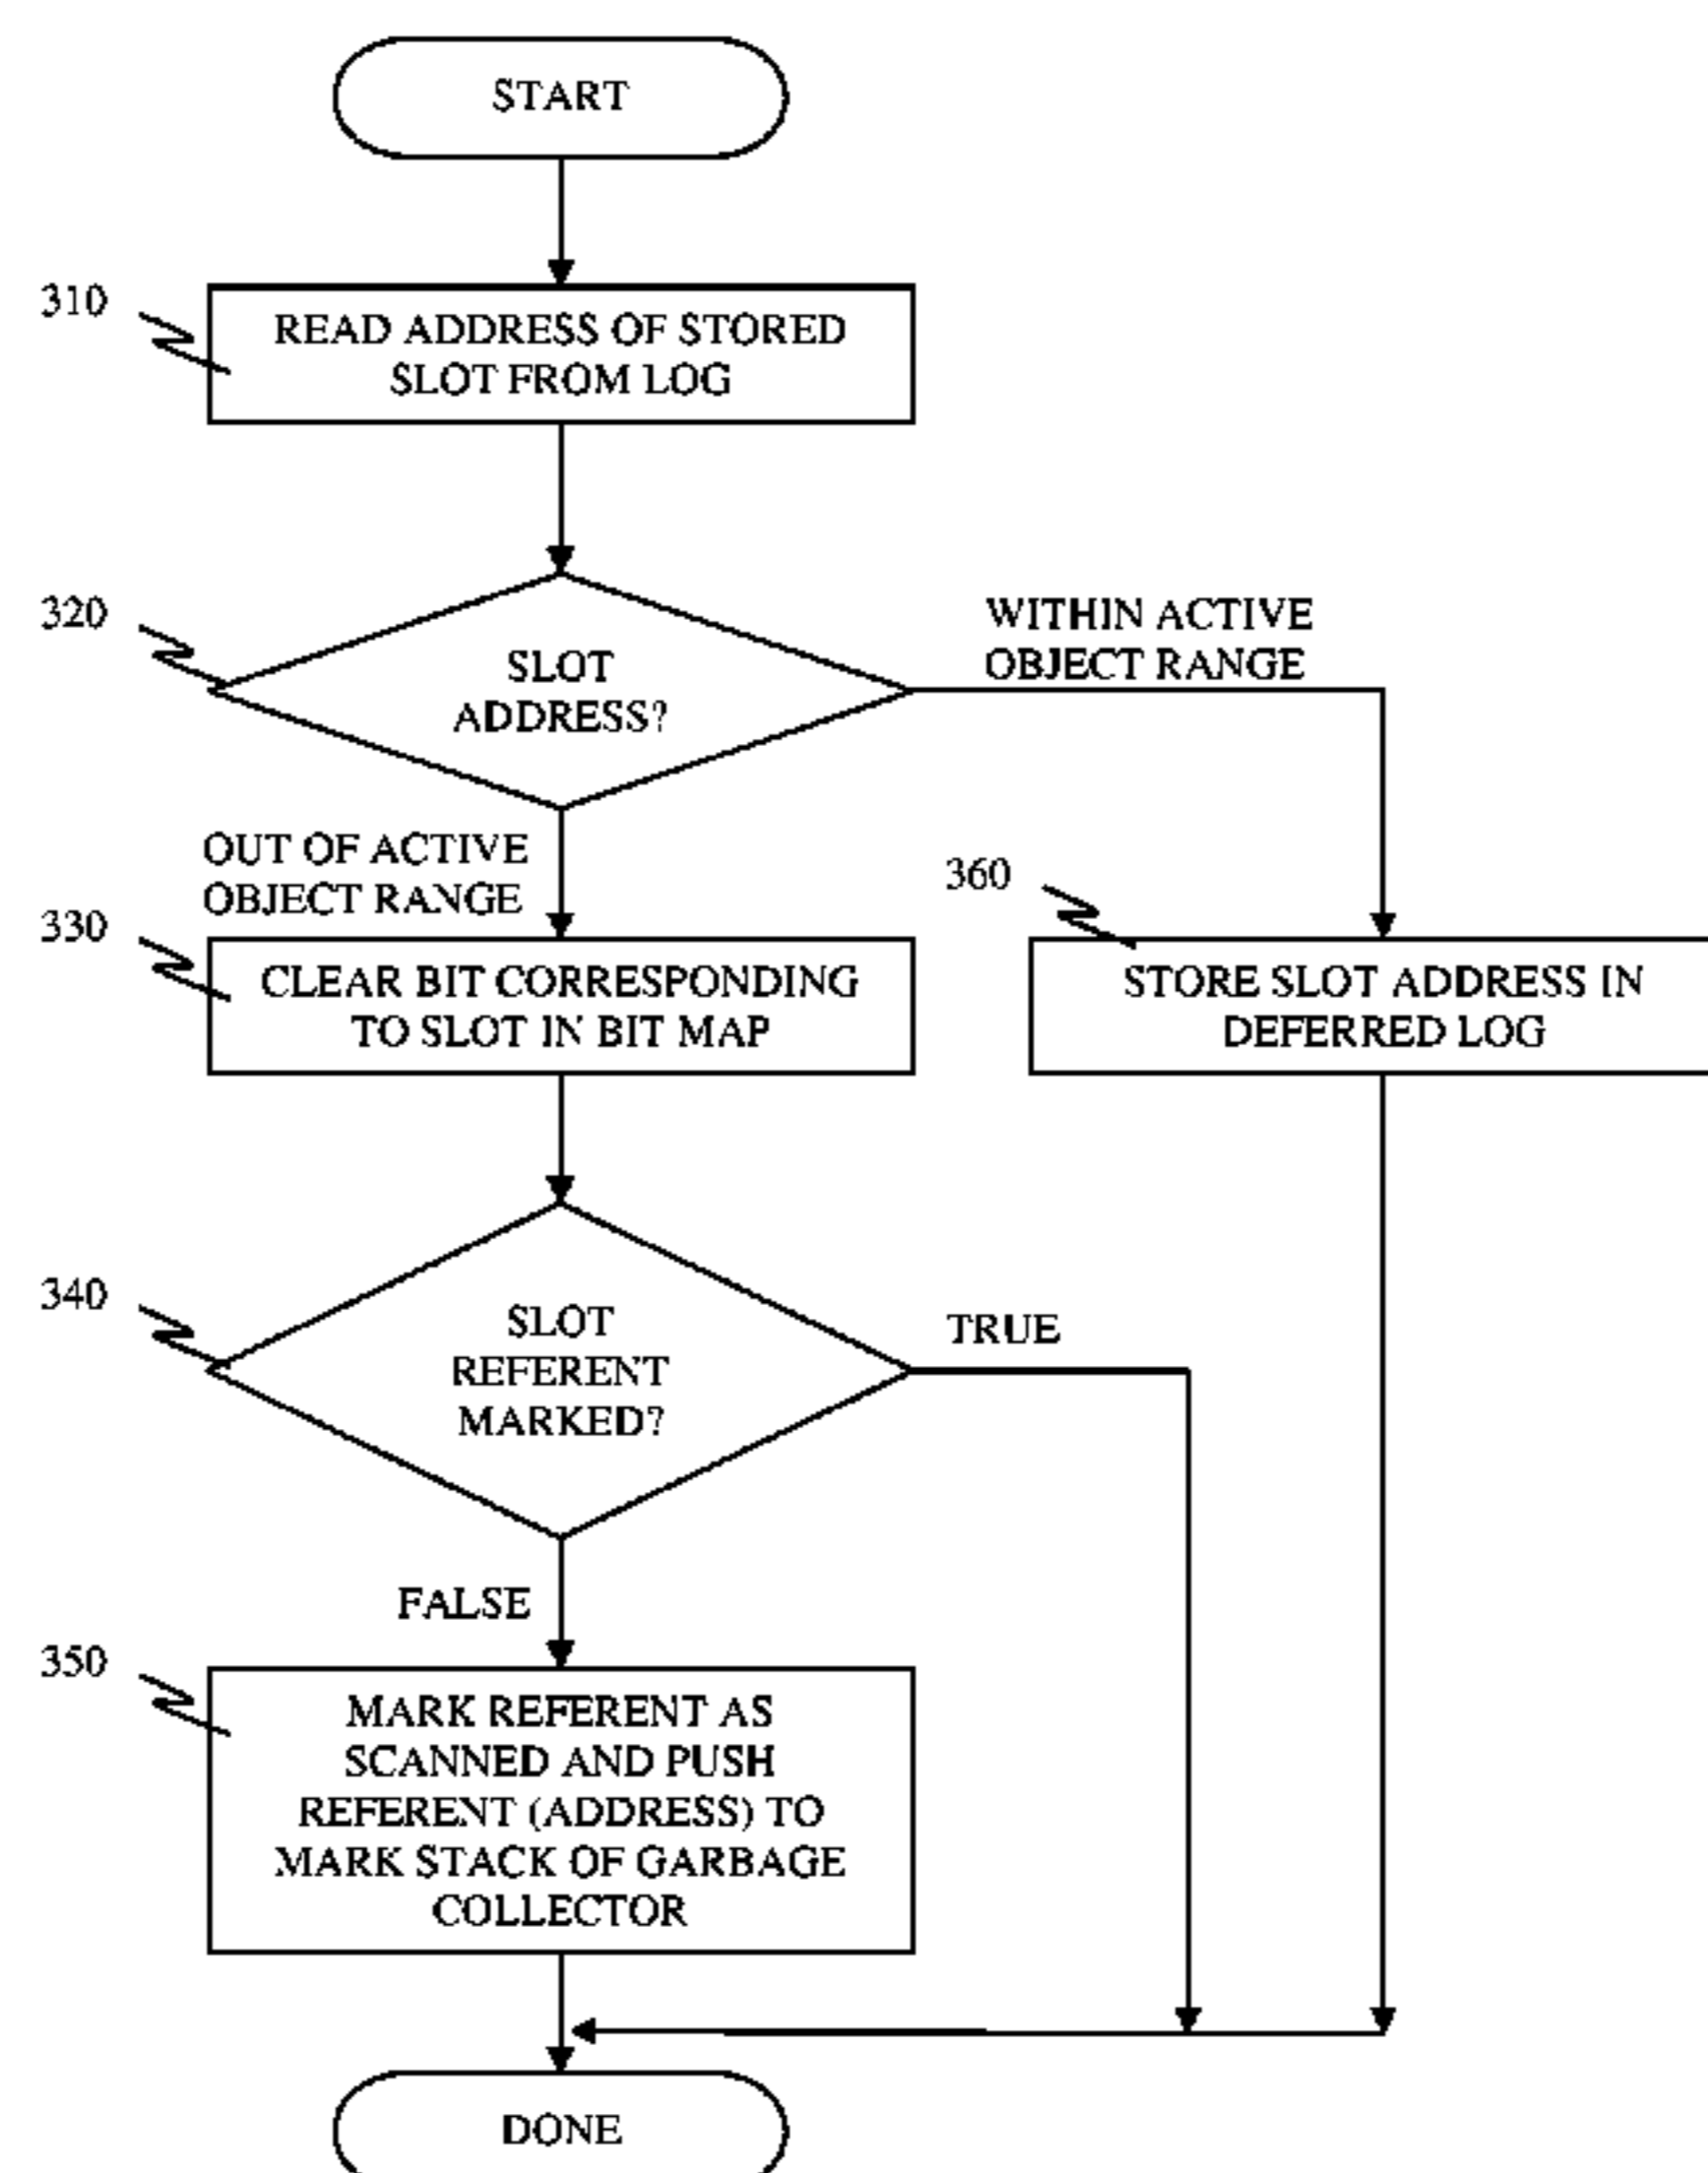 START
310
READ ADDRESS OF STORED
SLOT FROM LOG
320
SLOT
ADDRESS?
WITHIN ACTIVE
OBJECT RANGE
OUT OF ACTIVE
OBJECT RANGE
330
CLEAR BIT CORRESPONDING
TO SLOT IN BIT MAP
360
STORE SLOT ADDRESS IN
DEFERRED LOG
340
SLOT
REFERENT
MARKED?
TRUE
FALSE
350
MARK REFERENT AS
SCANNED AND PUSH
REFERENT (ADDRESS) TO
MARK STACK OF GARBAGE
COLLECTOR
DONE